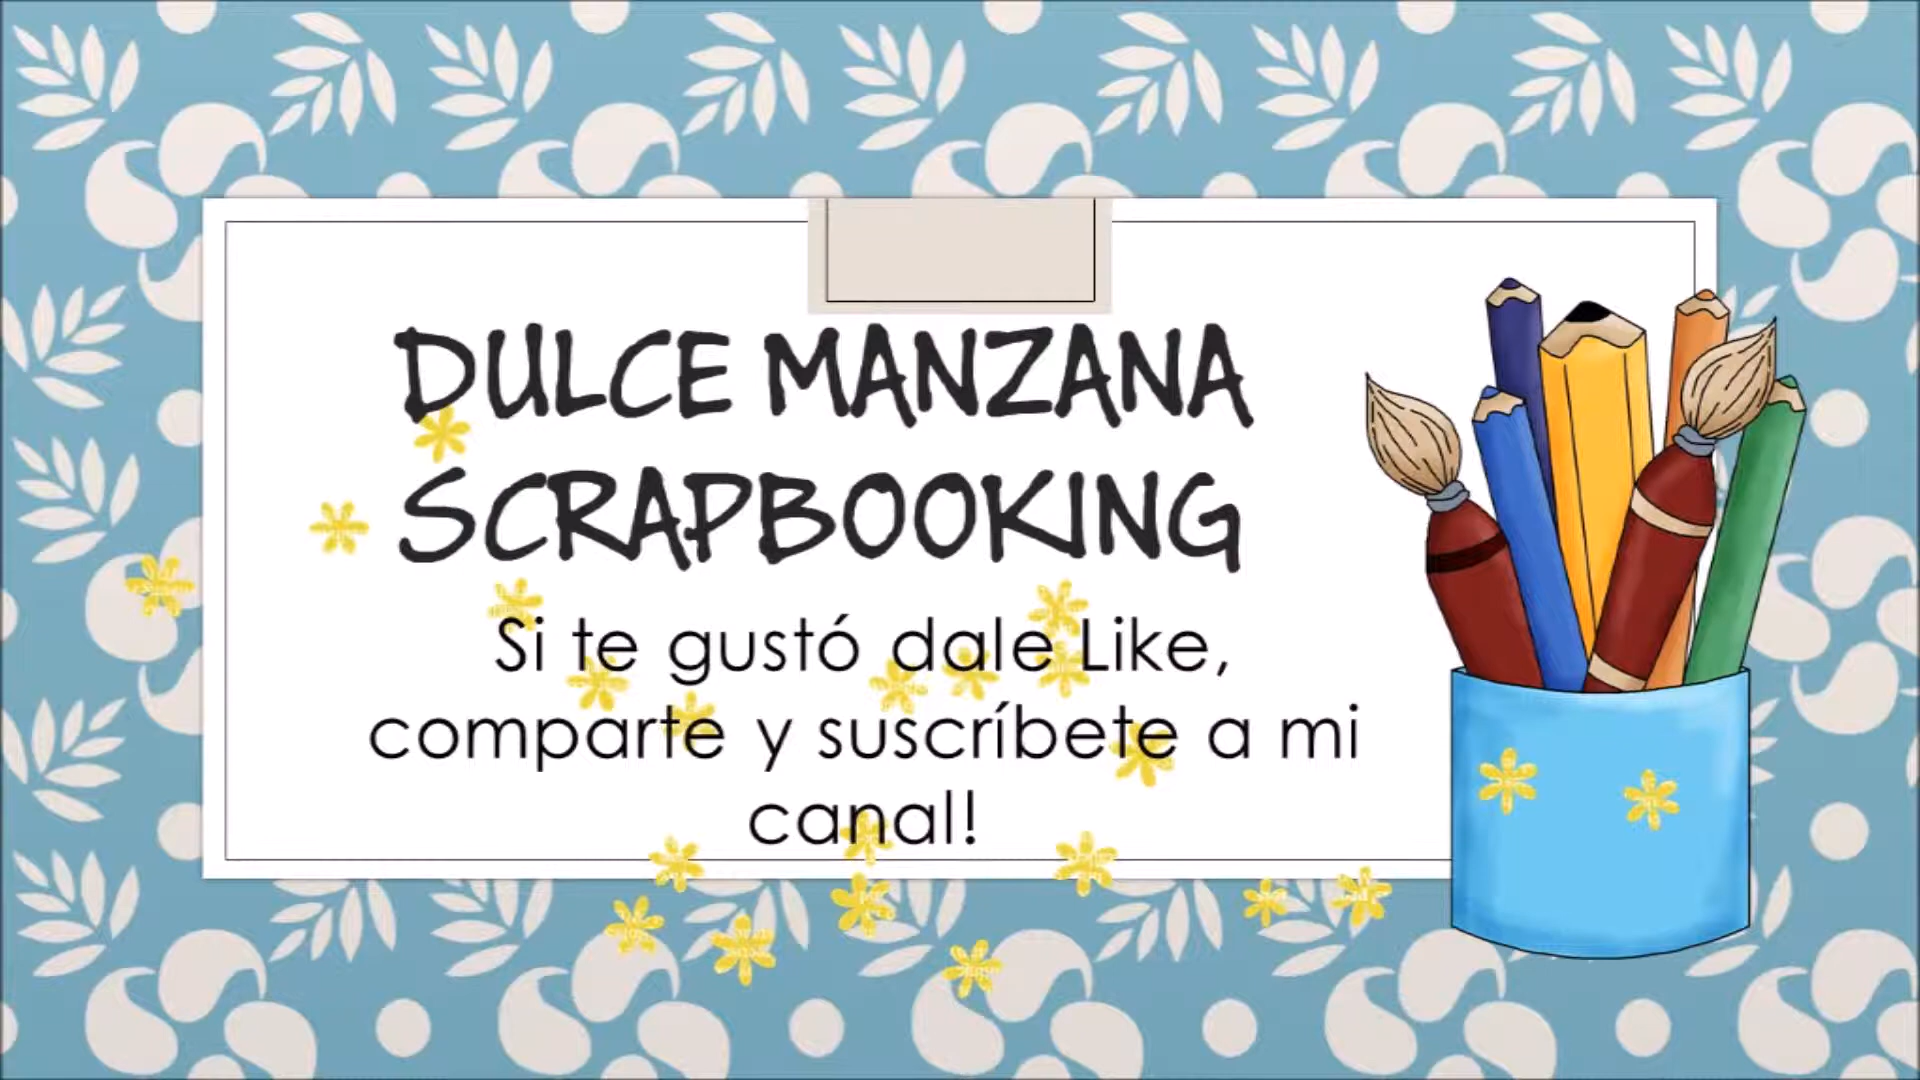 DULCE MANZANA
SCRAPBOOKING
Si te gustó dale Like,
comparte y suscríbete a mi
canal!